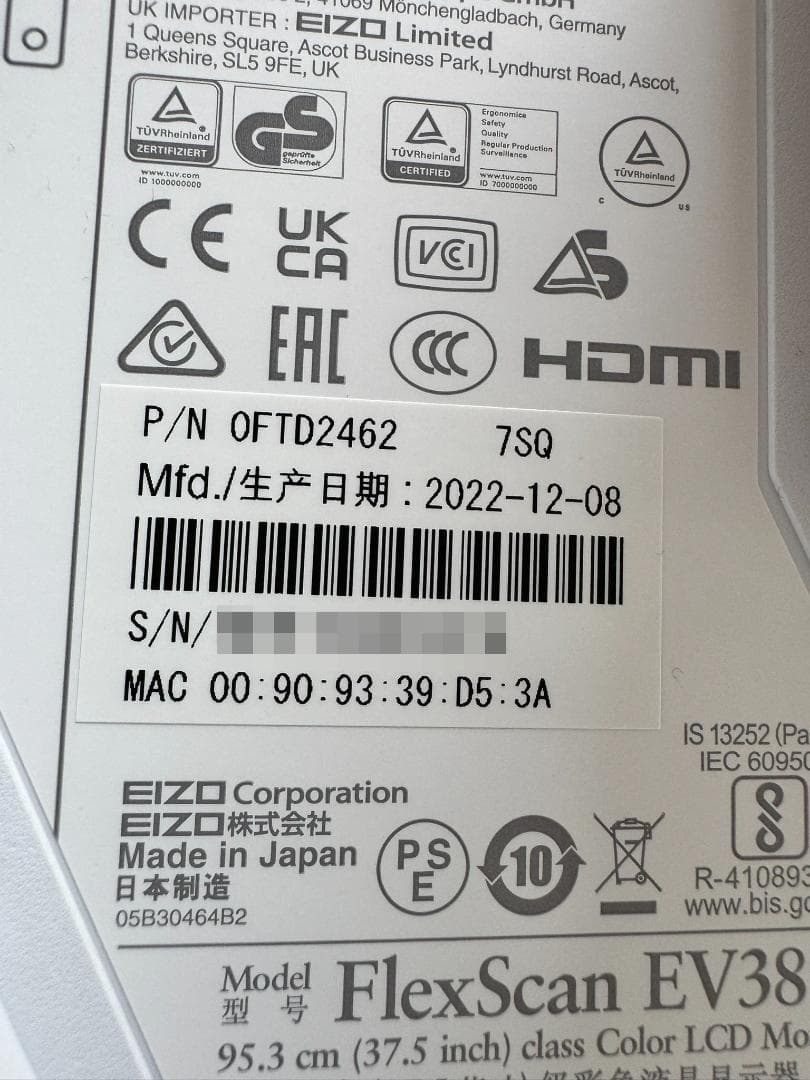 41069 Mönchengladbach, Germany
UK IMPORTER : EIZO Limited
1 Queens Square, Ascot Business Park, Lyndhurst Road, Ascot,
Berkshire, SL5 9FE, UK
TÜVRheinland
ZERTIFIZIERT
www.tuv.com
ID 1000000000
GS
geprüfte
Sicherheit
TÜVRheinland
CERTIFIED
Ergonomics
Safety
Quality
Regular Production
Surveillance
www.tuv.com
ID 7000000000
TÜVRheinland
C US
CE
UK
CA
VCI
S
EAC
CCC
HDMI
P/N 0FTD2462 7SQ
Mfd./生产日期 : 2022-12-08
S/N/
MAC 00:90:93:39:D5:3A
IS 13252 (Pa
IEC 60950
EIZO Corporation
EIZO株式会社
Made in Japan
日本制造
05B30464B2
PS
E
10
R-410893
www.bis.go
Model FlexScan EV38
型 号
95.3 cm (37.5 inch) class Color LCD Mo